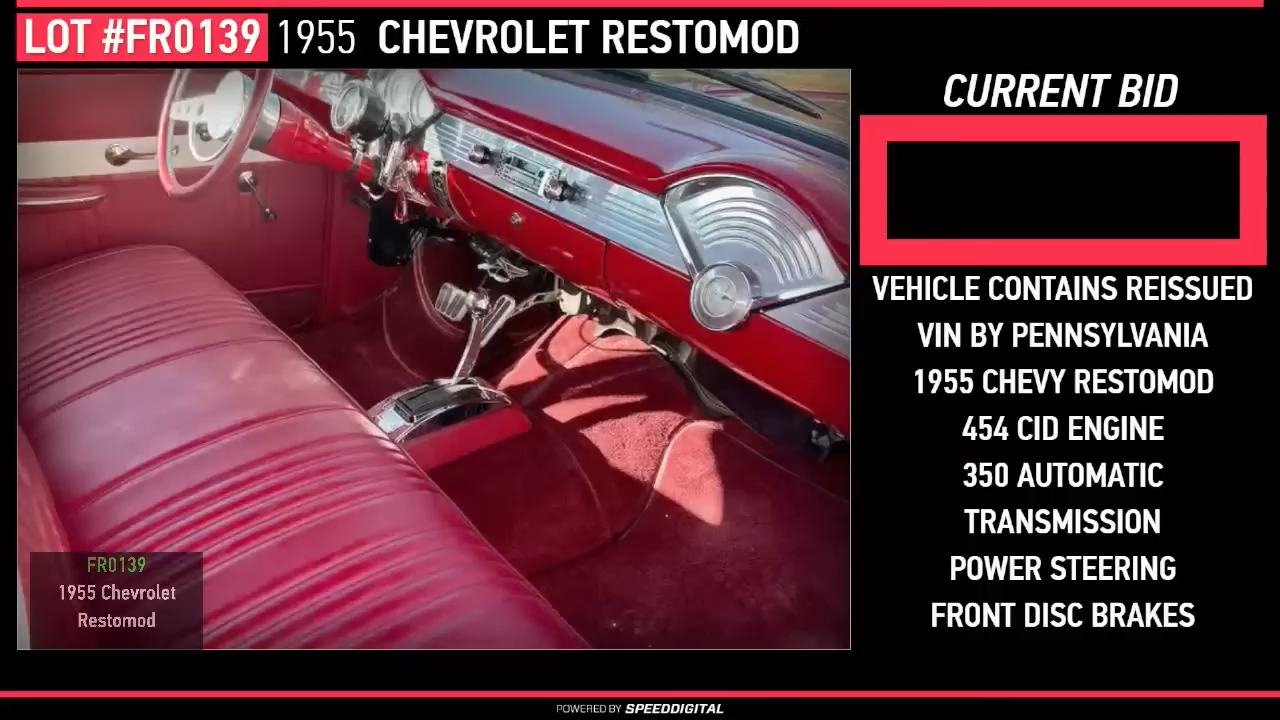 LOT #FR0139 1955 CHEVROLET RESTOMOD
CURRENT BID
VEHICLE CONTAINS REISSUED
VIN BY PENNSYLVANIA
1955 CHEVY RESTOMOD
454 CID ENGINE
350 AUTOMATIC
TRANSMISSION
POWER STEERING
FRONT DISC BRAKES
FR0139
1955 Chevrolet
Restomod
POWERED BY SPEEDDIGITAL